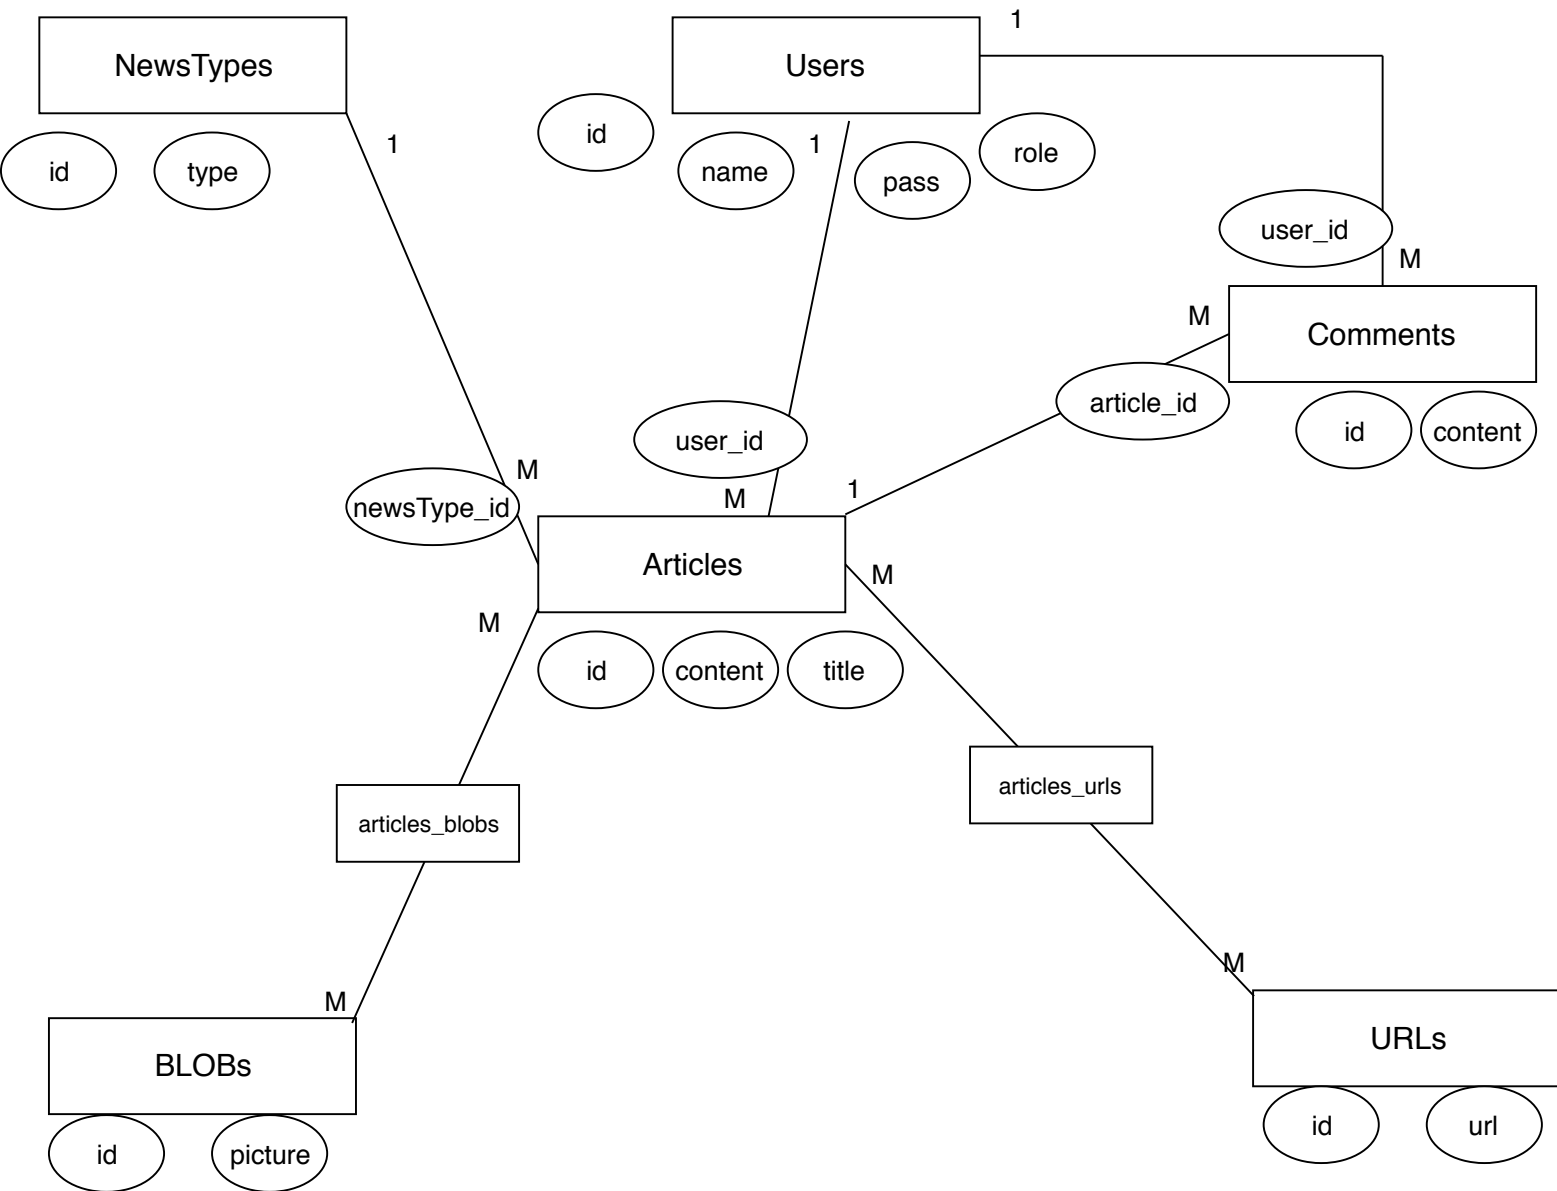 1
NewsTypes
Users
1
1
id
role
id
type
name
pass
user_id
M
M
Comments
article_id
id
content
user_id
M
newsType_id
M
1
Articles
M
M
id
content
title
articles_urls
articles_blobs
M
M
URLs
BLOBs
id
url
id
picture